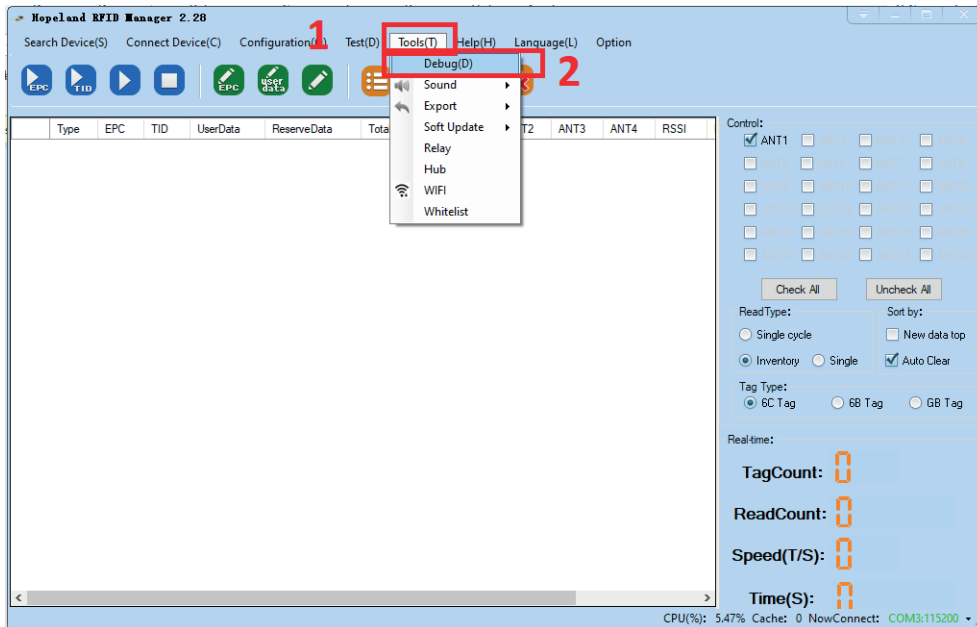 Hopeland RFID Manager 2.28
Search Device(S) Connect Device(C) Configuration( 1 Test(D) Tools(T) Help(H) Language(L) Option
Debug(D) 2
EPC TID EPC user data
Sound
Export
Type EPC TID UserData ReserveData Tota T2 ANT3 ANT4 RSSI
Soft Update
Relay
Hub
WIFI
Whitelist
Control:
ANT1
Check All Uncheck All
ReadType: Sort by:
Single cycle New data top
Inventory Single Auto Clear
Tag Type:
6C Tag 6B Tag GB Tag
Real-time:
TagCount: 0
ReadCount: 0
Speed(T/S): 0
Time(S): 0
CPU(%): 5.47% Cache: 0 NowConnect: COM3:115200